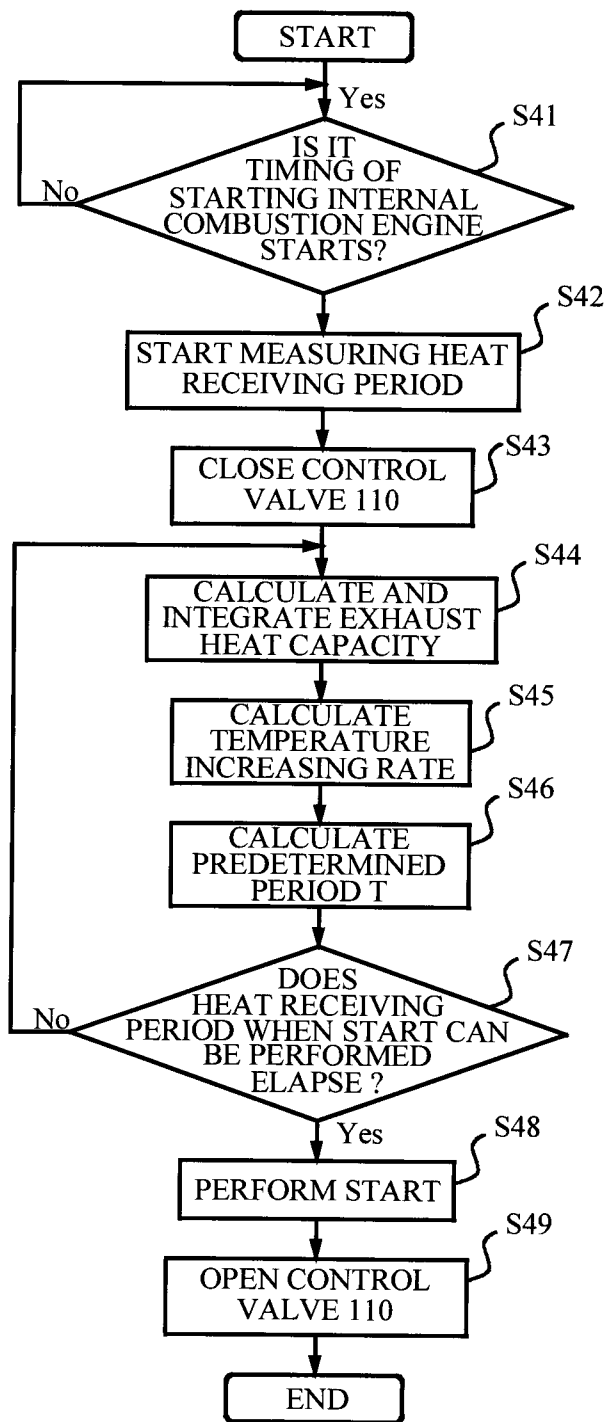 START
Yes
S41
IS IT
TIMING OF
No
STARTING INTERNAL
COMBUSTION ENGINE
STARTS?
S42
START MEASURING HEAT
RECEIVING PERIOD
S43
CLOSE CONTROL
VALVE 110
S44
CALCULATE AND
INTEGRATE EXHAUST
HEAT CAPACITY
S45
CALCULATE
TEMPERATURE
INCREASING RATE
S46
CALCULATE
PREDETERMINED
PERIOD T
S47
DOES
HEAT RECEIVING
No
PERIOD WHEN START CAN
BE PERFORMED
ELAPSE ?
Yes
S48
PERFORM START
S49
OPEN CONTROL
VALVE 110
END